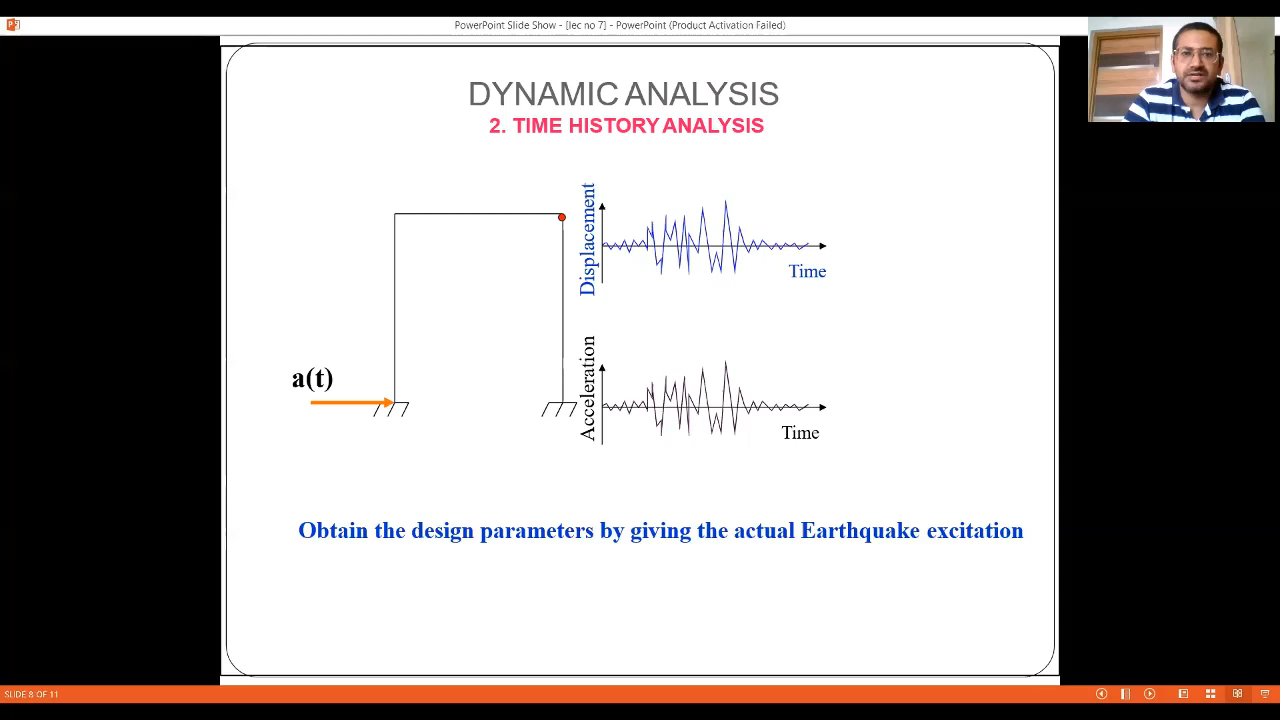 PowerPoint Slide Show - [lec no 7] - PowerPoint (Product Activation Failed)
DYNAMIC ANALYSIS
2. TIME HISTORY ANALYSIS
Displacement
Time
a(t)
Acceleration
Time
Obtain the design parameters by giving the actual Earthquake excitation
SLIDE 8 OF 11